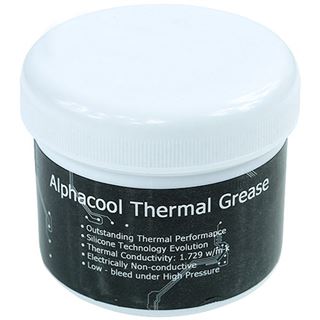 Alphacool Thermal Grease
• Outstanding Thermal Performance
• Silicone Technology Evolution
• Thermal Conductivity: 1.729 w/m·k
• Electrically Non-conductive
• Low - bleed under High Pressure